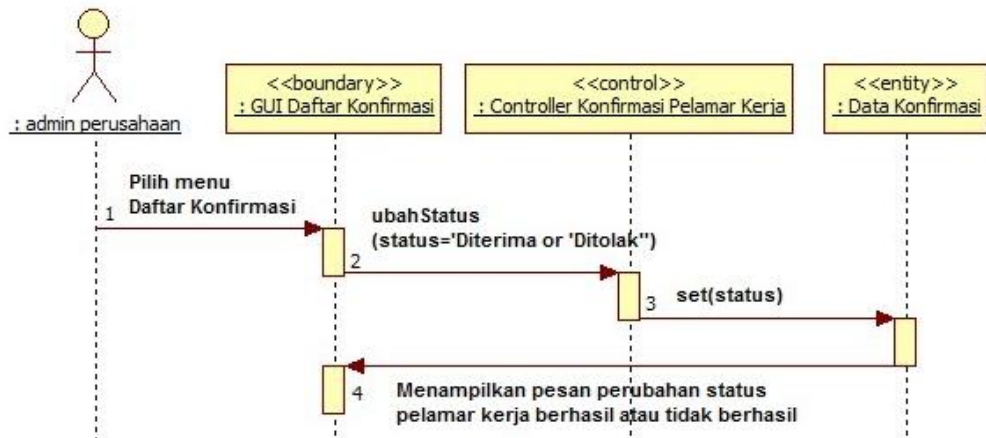 <<boundary>>
: GUI Daftar Konfirmasi
<<control>>
: Controller Konfirmasi Pelamar Kerja
<<entity>>
: Data Konfirmasi
: admin perusahaan
Pilih menu
Daftar Konfirmasi
1
ubahStatus
(status='Diterima or 'Ditolak")
2
set(status)
3
4
Menampilkan pesan perubahan status
pelamar kerja berhasil atau tidak berhasil